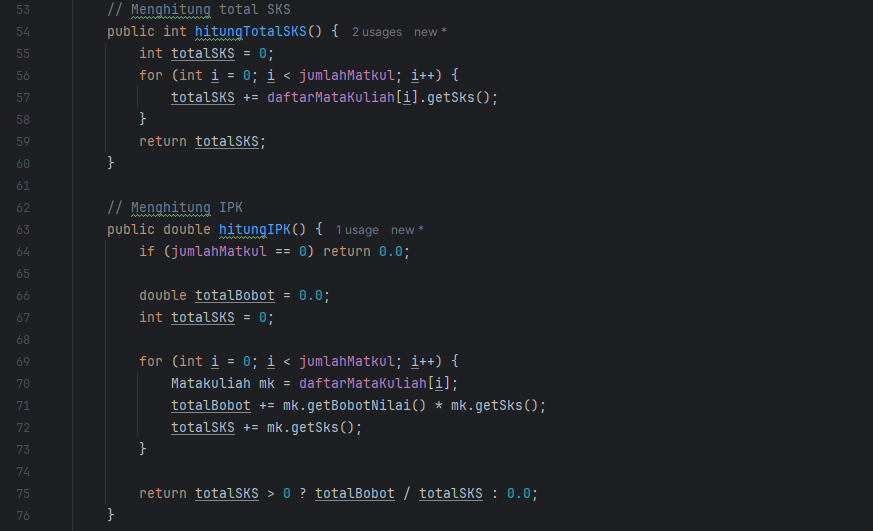 53 // Menghitung total SKS
54 public int hitungTotalSKS() { 2 usages new *
55 int totalSKS = 0;
56 for (int i = 0; i < jumlahMatkul; i++) {
57 totalSKS += daftarMataKuliah[i].getSks();
58 }
59 return totalSKS;
60 }
61
62 // Menghitung IPK
63 public double hitungIPK() { 1 usage new *
64 if (jumlahMatkul == 0) return 0.0;
65
66 double totalBobot = 0.0;
67 int totalSKS = 0;
68
69 for (int i = 0; i < jumlahMatkul; i++) {
70 Matakuliah mk = daftarMataKuliah[i];
71 totalBobot += mk.getBobotNilai() * mk.getSks();
72 totalSKS += mk.getSks();
73 }
74
75 return totalSKS > 0 ? totalBobot / totalSKS : 0.0;
76 }